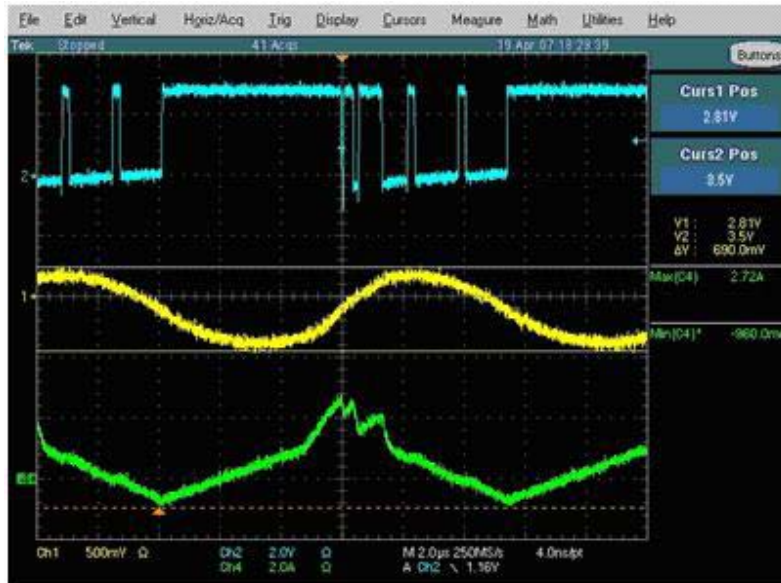 File Edit Vertical Horiz/Acq Trig Display Cursors Measure Math Utilities Help
Tek Stopped 41 Acqs 19 Apr 07 18:29:39
Buttons
Curs1 Pos
2.81V
Curs2 Pos
3.5V
V1: 2.81V
V2: 3.5V
ΔV: 690.0mV
Max(C4) 2.72A
Min(C4)* -960.0m
2
1
Ch1 500mV Ω Ch2 2.0V Ω M 2.0µs 250MS/s 4.0ns/pt
Ch4 2.0A Ω A Ch2 \ 1.16V